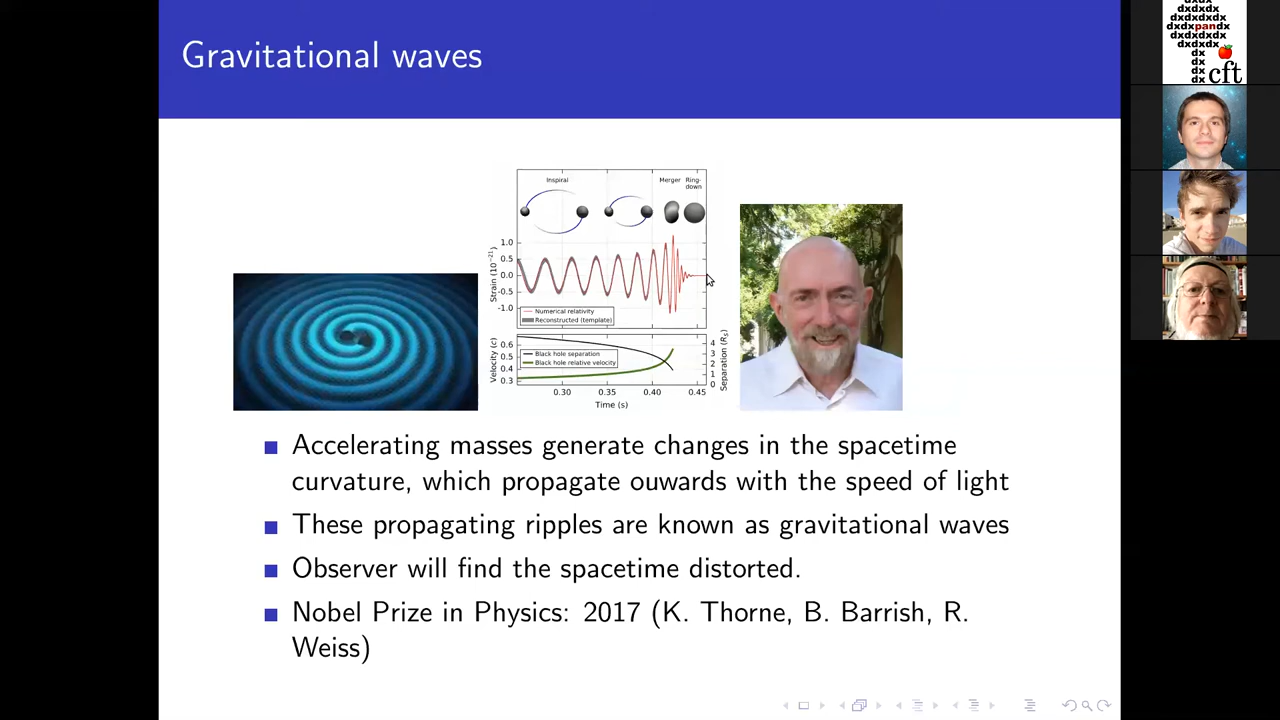 Gravitational waves
Inspiral
Merger Ring-
down
Strain (10⁻²¹)
1.0
0.5
0.0
-0.5
-1.0
Numerical relativity
Reconstructed (template)
Velocity (c)
0.6
0.5
0.4
0.3
Black hole separation
Black hole relative velocity
4
3
2
1
0
Separation (R_S)
0.30 0.35 0.40 0.45
Time (s)
Accelerating masses generate changes in the spacetime
curvature, which propagate ouwards with the speed of light
These propagating ripples are known as gravitational waves
Observer will find the spacetime distorted.
Nobel Prize in Physics: 2017 (K. Thorne, B. Barrish, R.
Weiss)
dxdx
dxdxdx
dxdxdxdx
dxdxpandx
dxdxdxdx
dxdxdx
dx
dx
dx
dx
cft